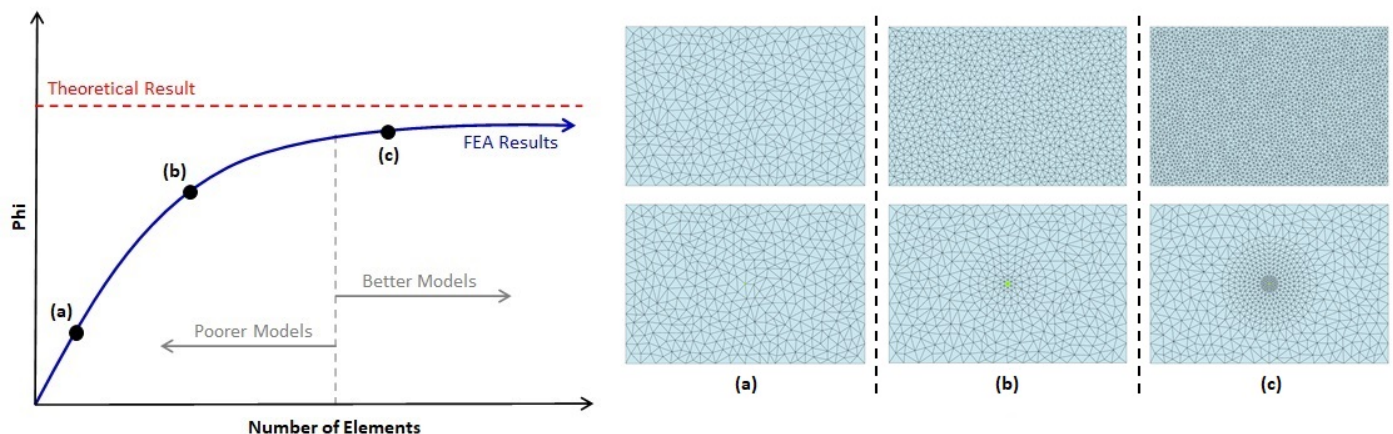 Theoretical Result
FEA Results
(c)
(b)
(a)
Better Models
Poorer Models
Phi
Number of Elements
(a)
(b)
(c)